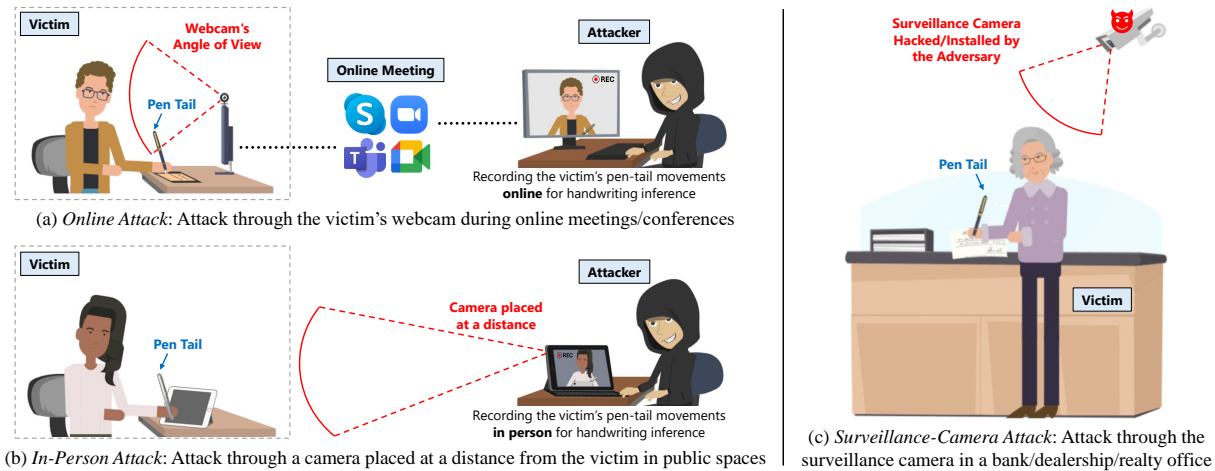 Victim
Webcam's
Angle of View
Pen Tail
Online Meeting
S
Attacker
REC
Recording the victim's pen-tail movements
online for handwriting inference
(a) Online Attack: Attack through the victim's webcam during online meetings/conferences
Victim
Pen Tail
Camera placed
at a distance
Attacker
REC
Recording the victim's pen-tail movements
in person for handwriting inference
(b) In-Person Attack: Attack through a camera placed at a distance from the victim in public spaces
Surveillance Camera
Hacked/Installed by
the Adversary
Pen Tail
Victim
(c) Surveillance-Camera Attack: Attack through the
surveillance camera in a bank/dealership/realty office